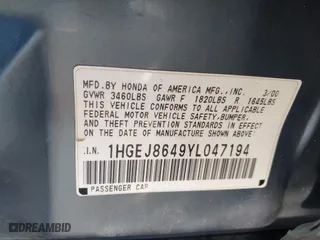 MFD.BY HONDA OF AMERICA MFG.,INC. 3/00
GVWR 3460LBS GAWR F 1820LBS R 1645LBS
THIS VEHICLE CONFORMS TO ALL APPLICABLE
FEDERAL MOTOR VEHICLE SAFETY,BUMPER,
AND THEFT PREVENTION STANDARDS IN EFFECT
ON THE DATE OF MANUFACTURE SHOWN ABOVE.
.I.N. 1HGEJ8649YL047194
PASSENGER CAR
DREAMBID